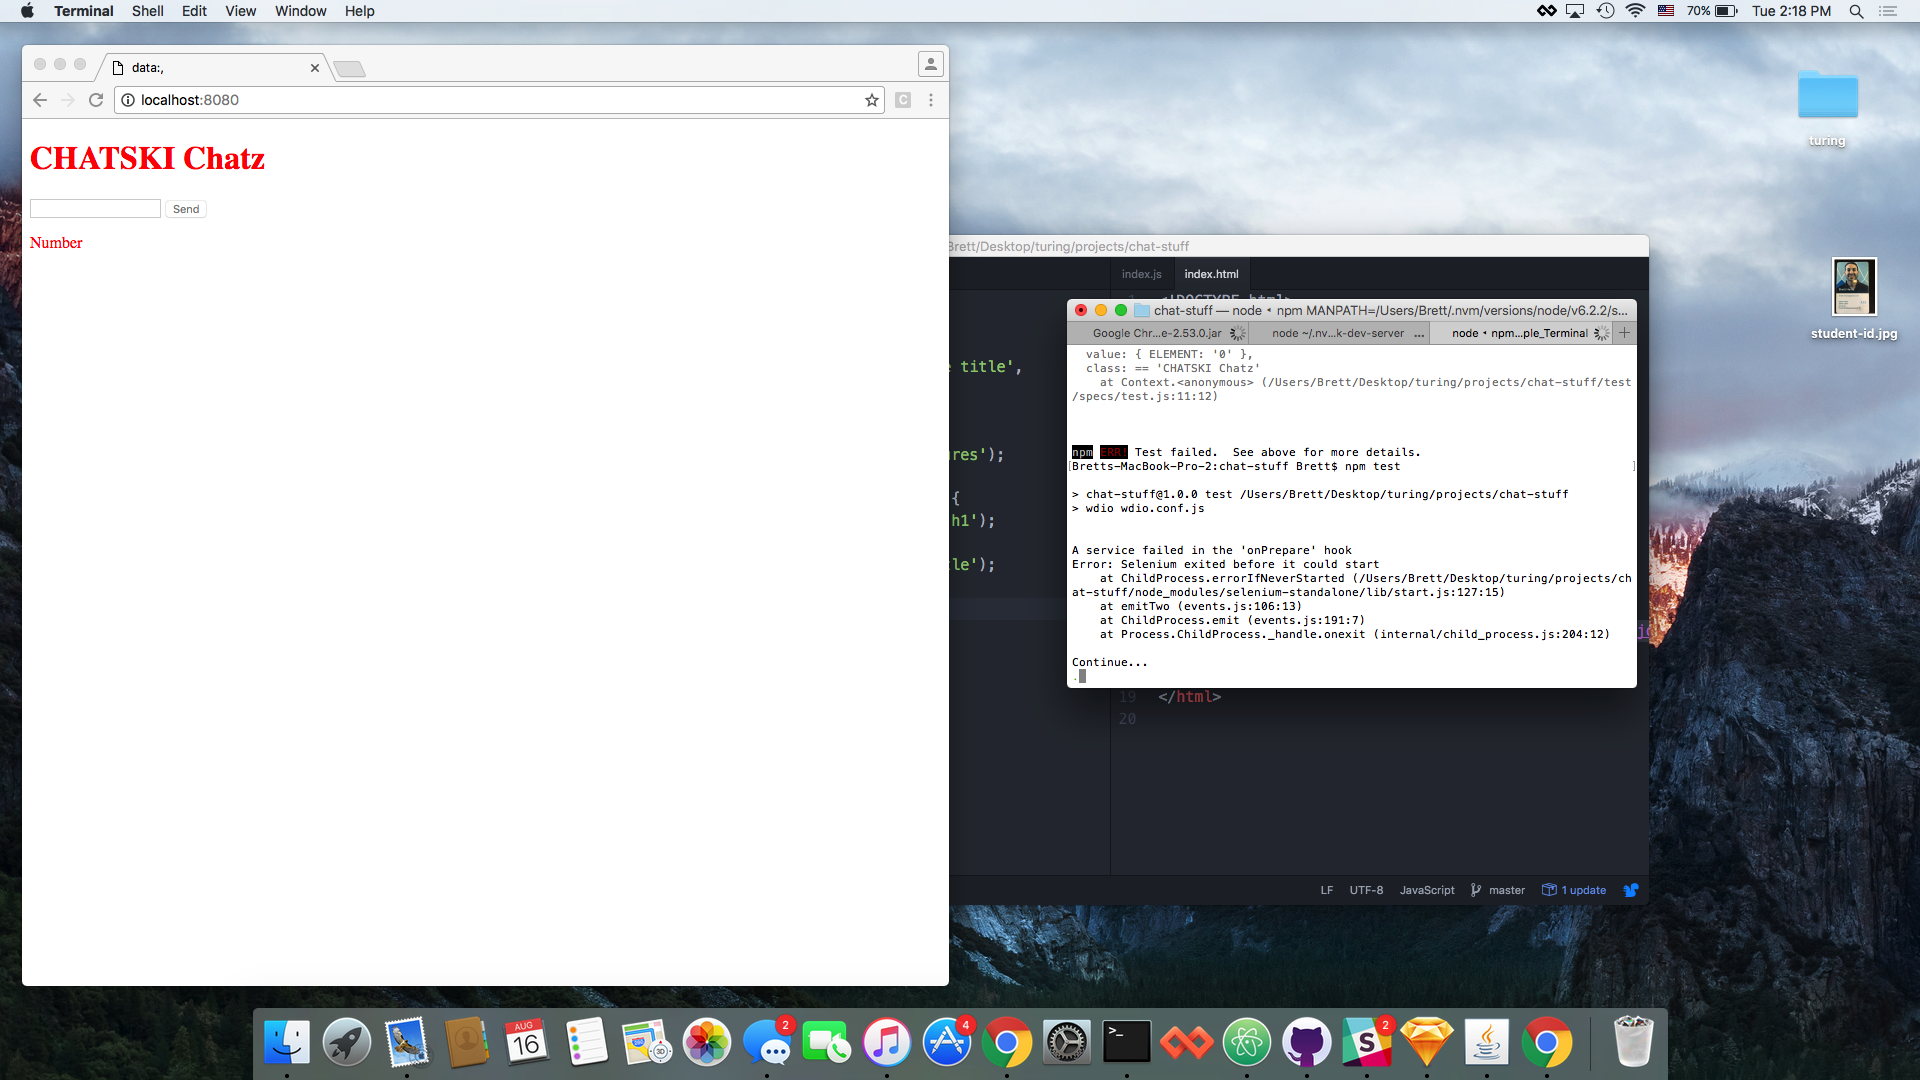 Terminal Shell Edit View Window Help
70% Tue 2:18 PM
data:,
localhost:8080
C
CHATSKI Chatz
Send
Number
turing
student-id.jpg
Brett/Desktop/turing/projects/chat-stuff
index.js index.html
<!DOCTYPE html>
title',
res');
{
h1');
le');
19 </html>
20
LF UTF-8 JavaScript master 1 update
chat-stuff — node • npm MANPATH=/Users/Brett/.nvm/versions/node/v6.2.2/s...
Google Chr...e-2.53.0.jar node ~/.nv...k-dev-server ... node • npm...ple_Terminal +
value: { ELEMENT: '0' },
class: == 'CHATSKI Chatz'
at Context.<anonymous> (/Users/Brett/Desktop/turing/projects/chat-stuff/test
/specs/test.js:11:12)
npm ERR! Test failed. See above for more details.
[Bretts-MacBook-Pro-2:chat-stuff Brett$ npm test ]
> chat-stuff@1.0.0 test /Users/Brett/Desktop/turing/projects/chat-stuff
> wdio wdio.conf.js
A service failed in the 'onPrepare' hook
Error: Selenium exited before it could start
at ChildProcess.errorIfNeverStarted (/Users/Brett/Desktop/turing/projects/ch
at-stuff/node_modules/selenium-standalone/lib/start.js:127:15)
at emitTwo (events.js:106:13)
at ChildProcess.emit (events.js:191:7)
at Process.ChildProcess._handle.onexit (internal/child_process.js:204:12)
Continue...
.
AUG
16
280
3D
2
4
>_
S
2